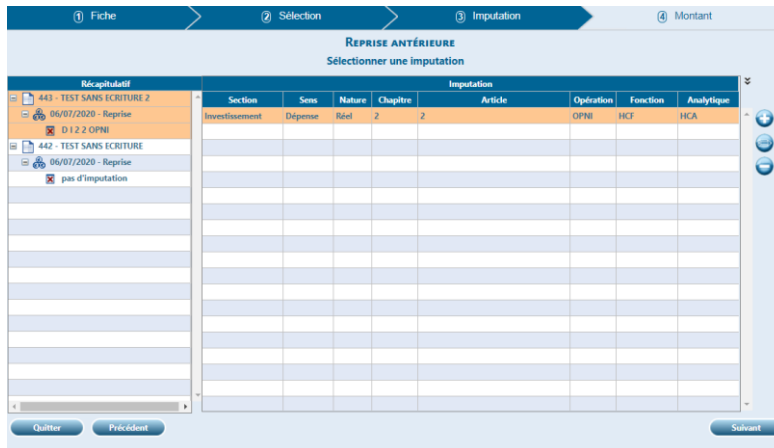 1 Fiche
2 Sélection
3 Imputation
4 Montant
REPRISE ANTÉRIEURE
Sélectionner une imputation
Récapitulatif
Imputation
Section Sens Nature Chapitre Article Opération Fonction Analytique
443 - TEST SANS ECRITURE 2
06/07/2020 - Reprise
D I 2 2 OPNI
442 - TEST SANS ECRITURE
06/07/2020 - Reprise
pas d'imputation
Investissement Dépense Réel 2 2 OPNI HCF HCA
Quitter Précédent Suivant